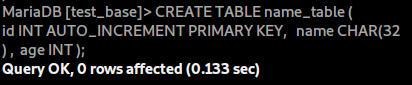 MariaDB [test_base]> CREATE TABLE name_table (
id INT AUTO_INCREMENT PRIMARY KEY,  name CHAR(32
) , age INT );
Query OK, 0 rows affected (0.133 sec)